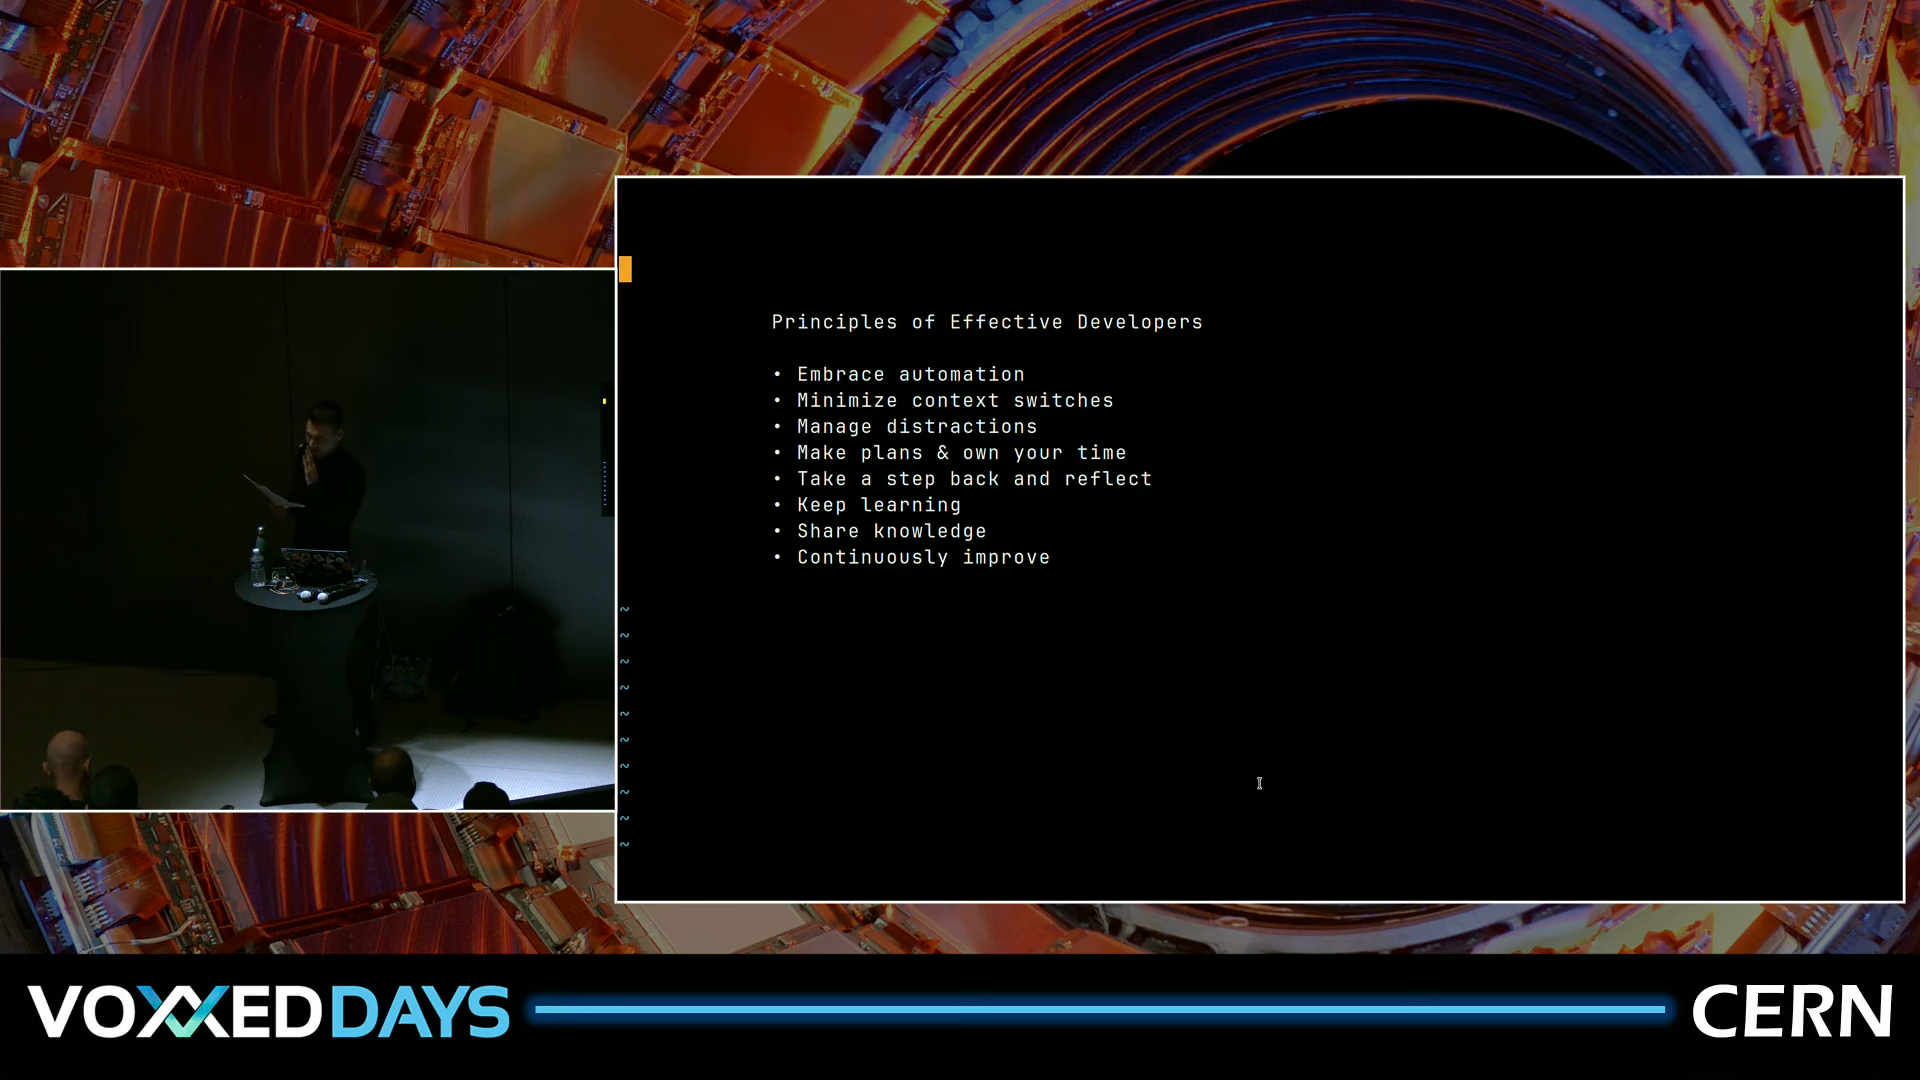 Principles of Effective Developers
• Embrace automation
• Minimize context switches
• Manage distractions
• Make plans & own your time
• Take a step back and reflect
• Keep learning
• Share knowledge
• Continuously improve
~
~
~
~
~
~
~
~
~
~
VOXXEDDAYS
CERN